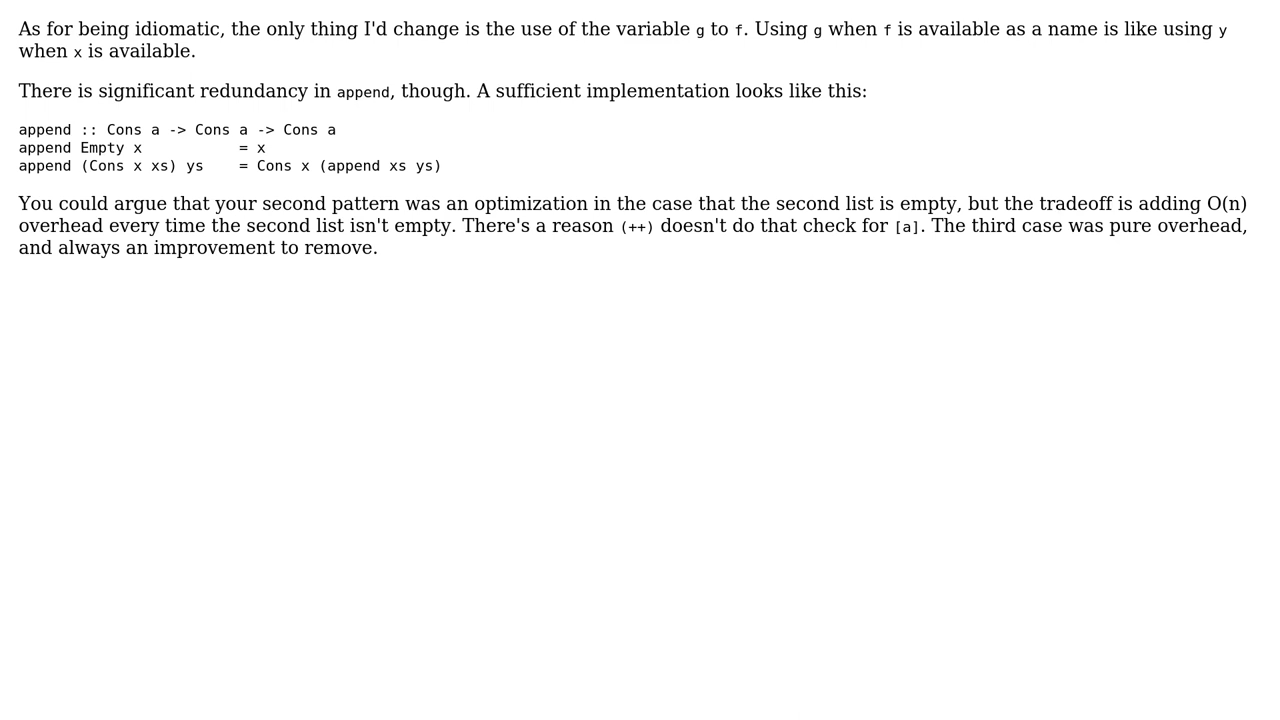 As for being idiomatic, the only thing I'd change is the use of the variable g to f. Using g when f is available as a name is like using y
when x is available.
There is significant redundancy in append, though. A sufficient implementation looks like this:
append :: Cons a -> Cons a -> Cons a
append Empty x           = x
append (Cons x xs) ys    = Cons x (append xs ys)
You could argue that your second pattern was an optimization in the case that the second list is empty, but the tradeoff is adding O(n)
overhead every time the second list isn't empty. There's a reason (++) doesn't do that check for [a]. The third case was pure overhead,
and always an improvement to remove.